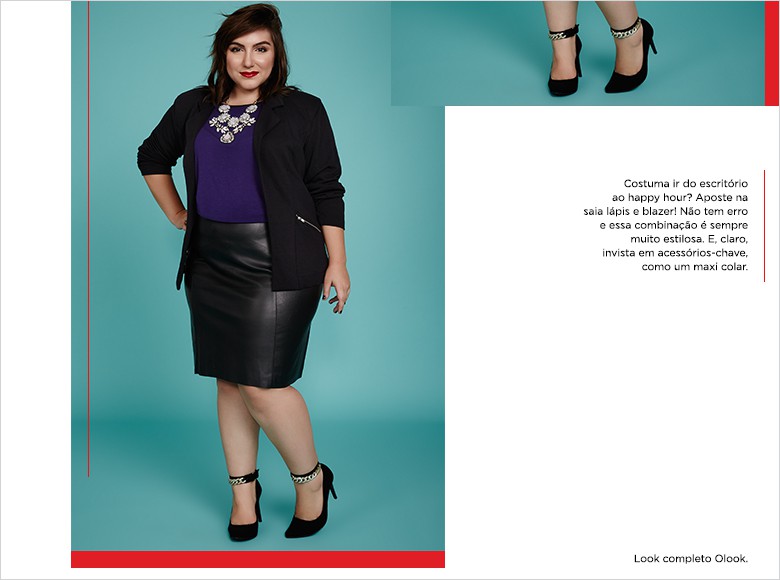 Costuma ir do escritório
ao happy hour? Aposte na
saia lápis e blazer! Não tem erro
e essa combinação é sempre
muito estilosa. E, claro,
invista em acessórios-chave,
como um maxi colar.
Look completo Olook.